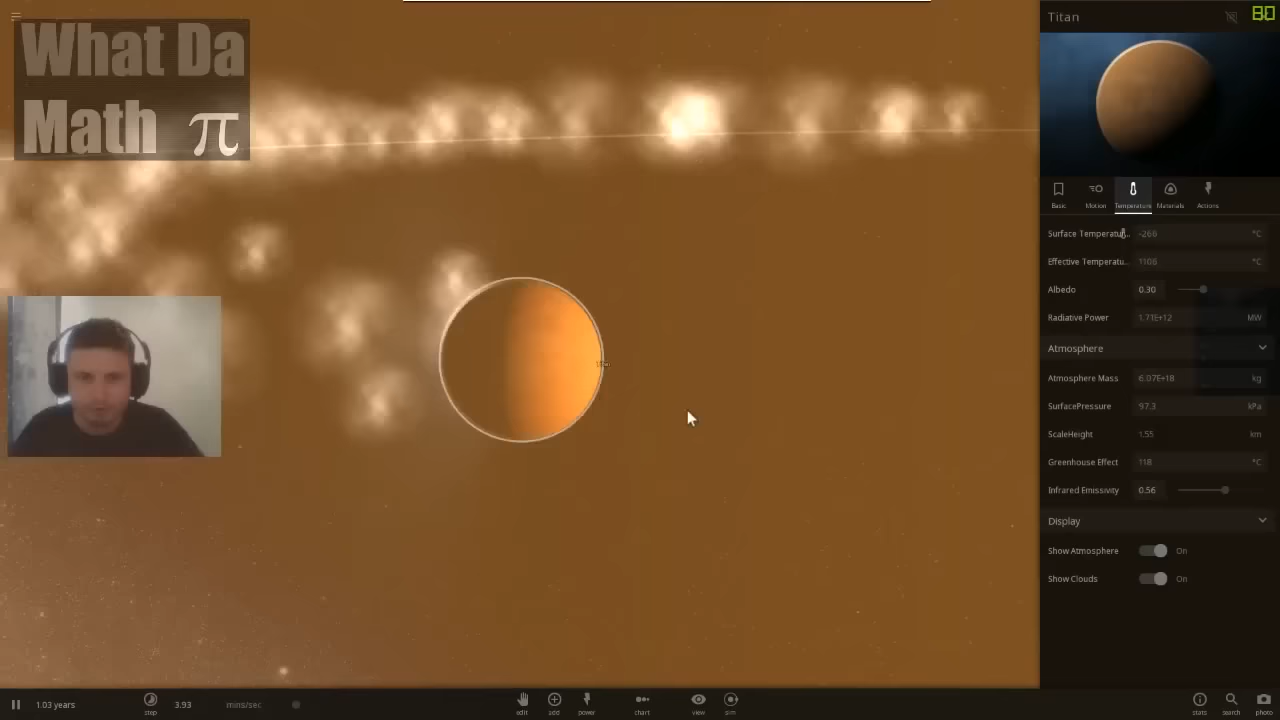 What Da
Math π
Titan
80
Basic
Motion
Temperature
Materials
Actions
Surface Temperatu... -266 °C
Effective Temperatu... 1106 °C
Albedo 0.30
Radiative Power 1.71E+12 MW
Atmosphere
Atmosphere Mass 6.07E+18 kg
SurfacePressure 97.3 kPa
ScaleHeight 1.55 km
Greenhouse Effect 118 °C
Infrared Emissivity 0.56
Display
Show Atmosphere On
Show Clouds On
1.03 years
step
3.93 mins/sec
edit
add
power
chart
view
sim
stats
search
photo